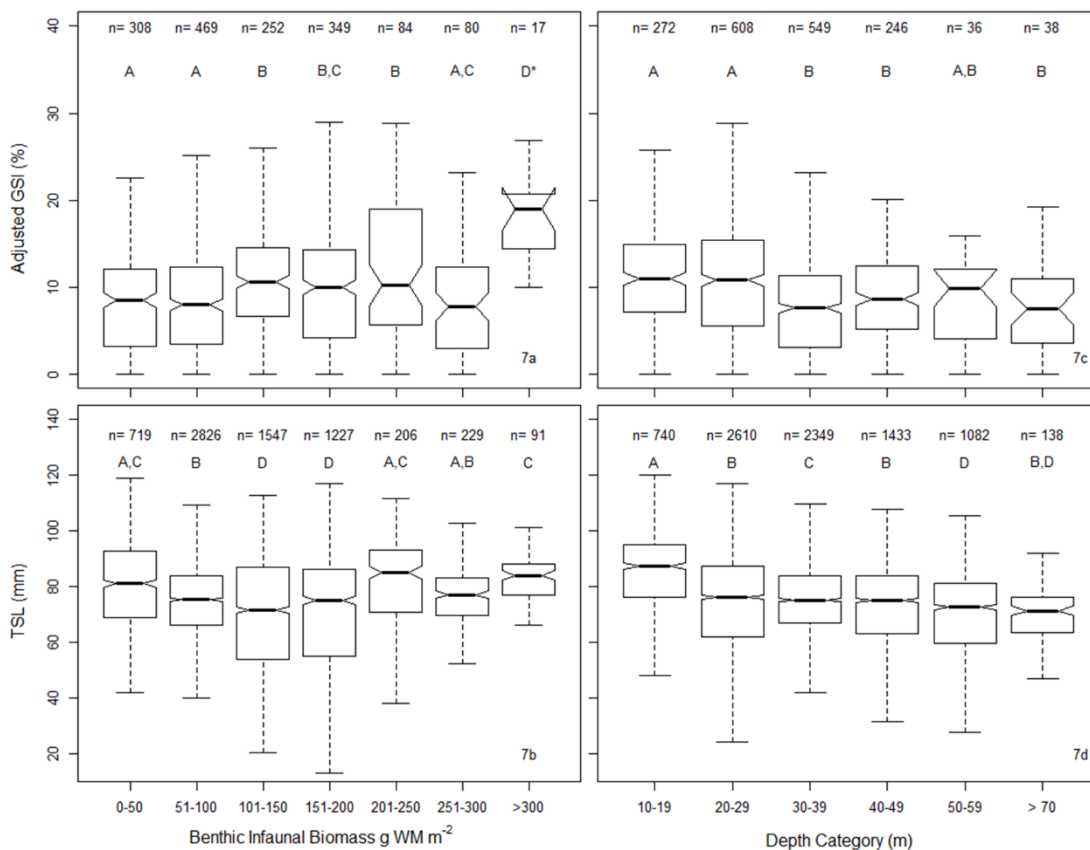 40 n= 308 n= 469 n= 252 n= 349 n= 84 n= 80 n= 17 n= 272 n= 608 n= 549 n= 246 n= 36 n= 38
A A B B,C B A,C D* A A B B A,B B
30
Adjusted GSI (%)
20
10
0
7a 7c
140
n= 719 n= 2826 n= 1547 n= 1227 n= 206 n= 229 n= 91 n= 740 n= 2610 n= 2349 n= 1433 n= 1082 n= 138
A,C B D D A,C A,B C A B C B D B,D
120
100
TSL (mm)
80
60
40
20
7b 7d
0-50 51-100 101-150 151-200 201-250 251-300 >300 10-19 20-29 30-39 40-49 50-59 > 70
Benthic Infaunal Biomass g WM m⁻² Depth Category (m)